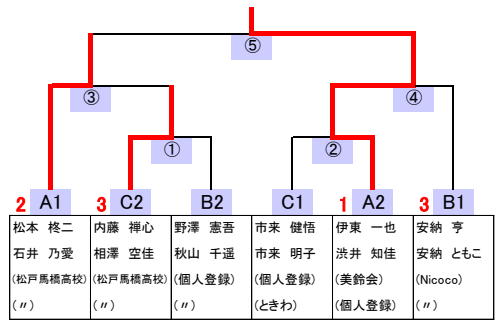 ⑤
③ ④
① ②
2 A1 3 C2 B2 C1 1 A2 3 B1
松本 柊二 内藤 禅心 野澤 憲吾 市来 健悟 伊東 一也 安納 亨
石井 乃愛 相澤 空佳 秋山 千遥 市来 明子 渋井 知佳 安納 ともこ
(松戸馬橋高校) (松戸馬橋高校) (個人登録) (個人登録) (美鈴会) (Nicoco)
(〃) (〃) (〃) (ときわ) (個人登録) (〃)